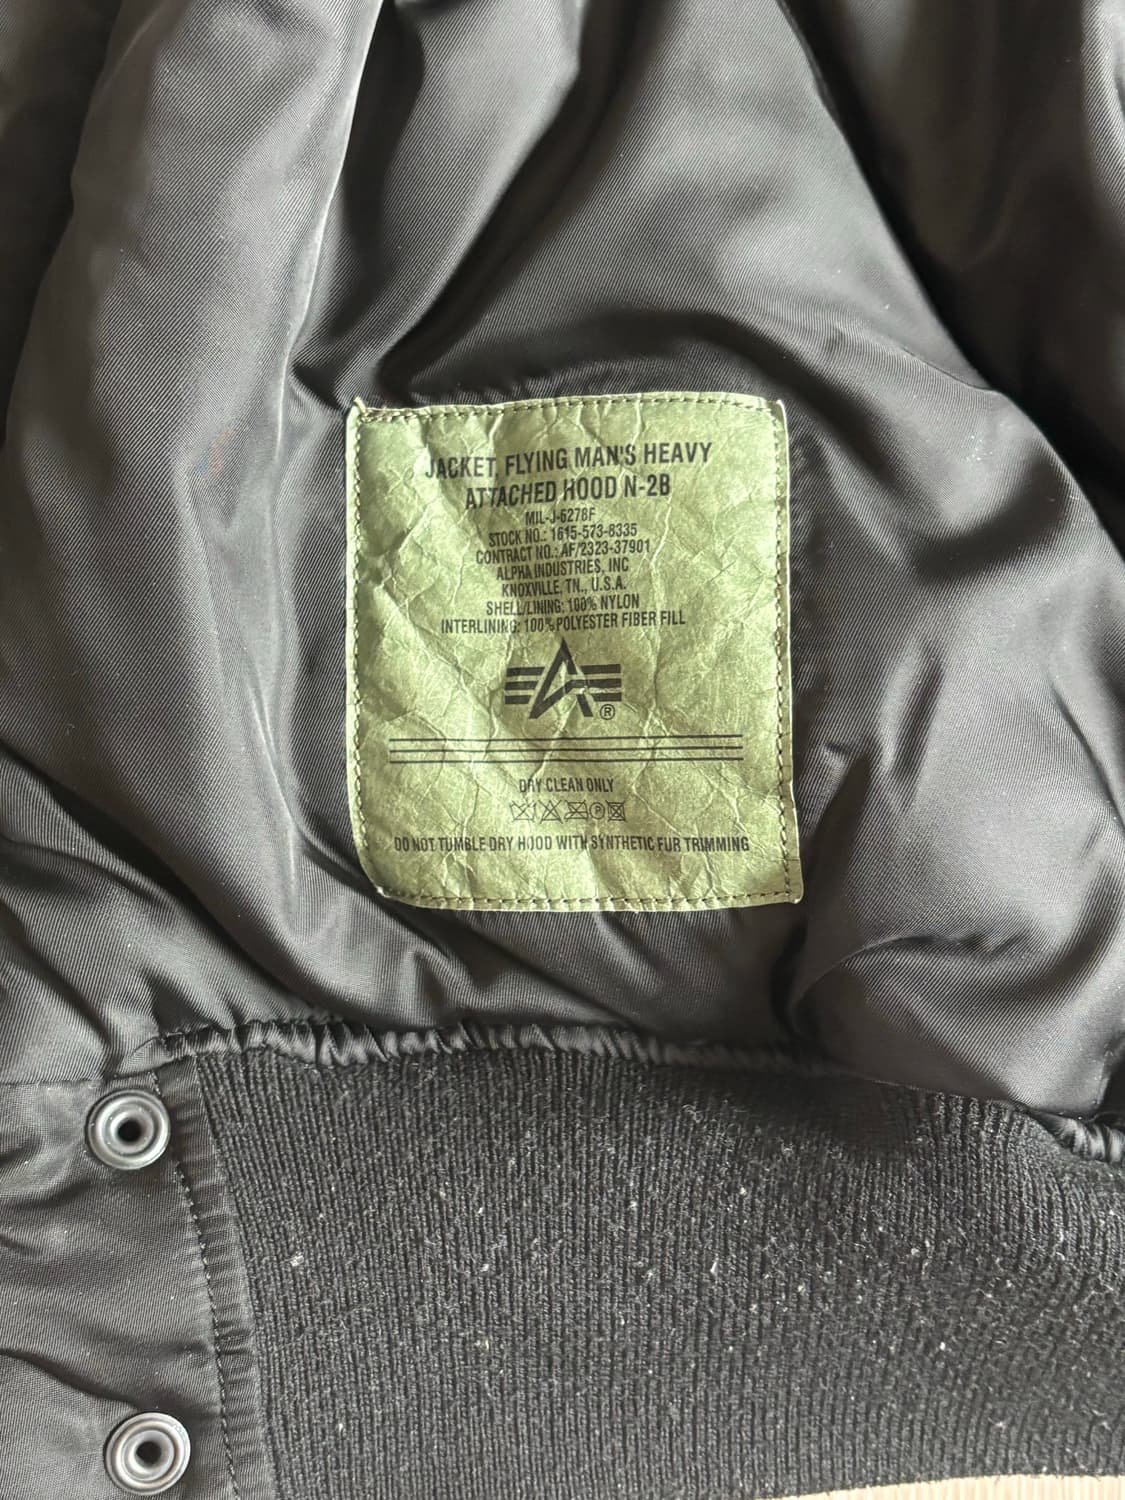 JACKET, FLYING MAN'S HEAVY
ATTACHED HOOD N-2B
MIL-J-6278F
STOCK NO.: 1615-573-8335
CONTRACT NO.: AF/2323-37901
ALPHA INDUSTRIES, INC
KNOXVILLE, TN., U.S.A.
SHELL/LINING: 100% NYLON
INTERLINING: 100% POLYESTER FIBER FILL
®
DRY CLEAN ONLY
DO NOT TUMBLE DRY HOOD WITH SYNTHETIC FUR TRIMMING